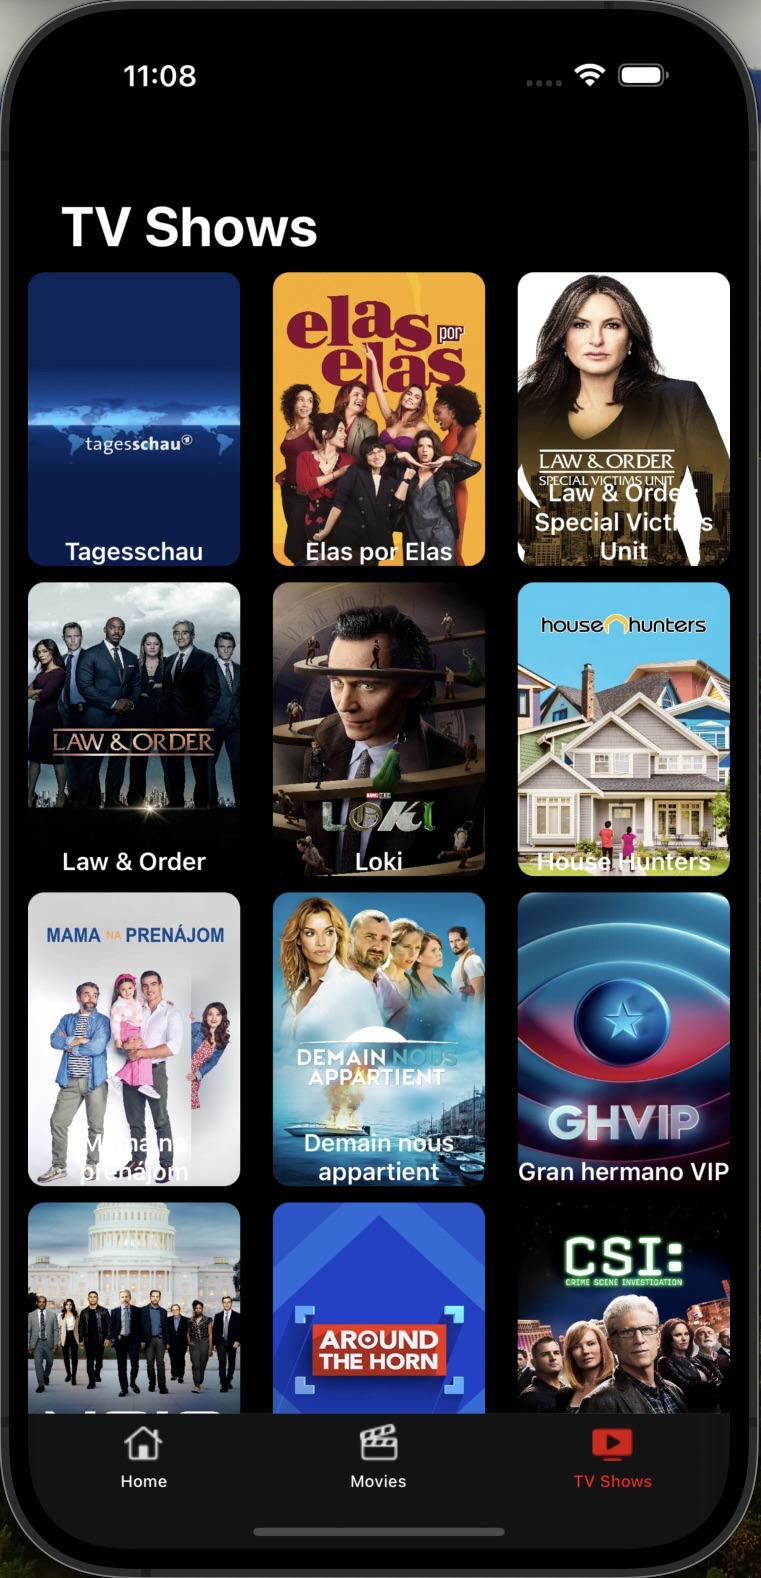 11:08
TV Shows
tagesschau
Tagesschau
elas por
elas
Elas por Elas
LAW & ORDER
SPECIAL VICTIMS UNIT
Law & Order:
Special Victims
Unit
LAW & ORDER
Law & Order
MARVEL STUDIOS
LOKI
Loki
house hunters
House Hunters
MAMA NA PRENÁJOM
Mama na
prenájom
DEMAIN NOUS
APPARTIENT
Demain nous
appartient
GHVIP
Gran hermano VIP
AROUND
THE HORN
CSI:
CRIME SCENE INVESTIGATION
Home
Movies
TV Shows